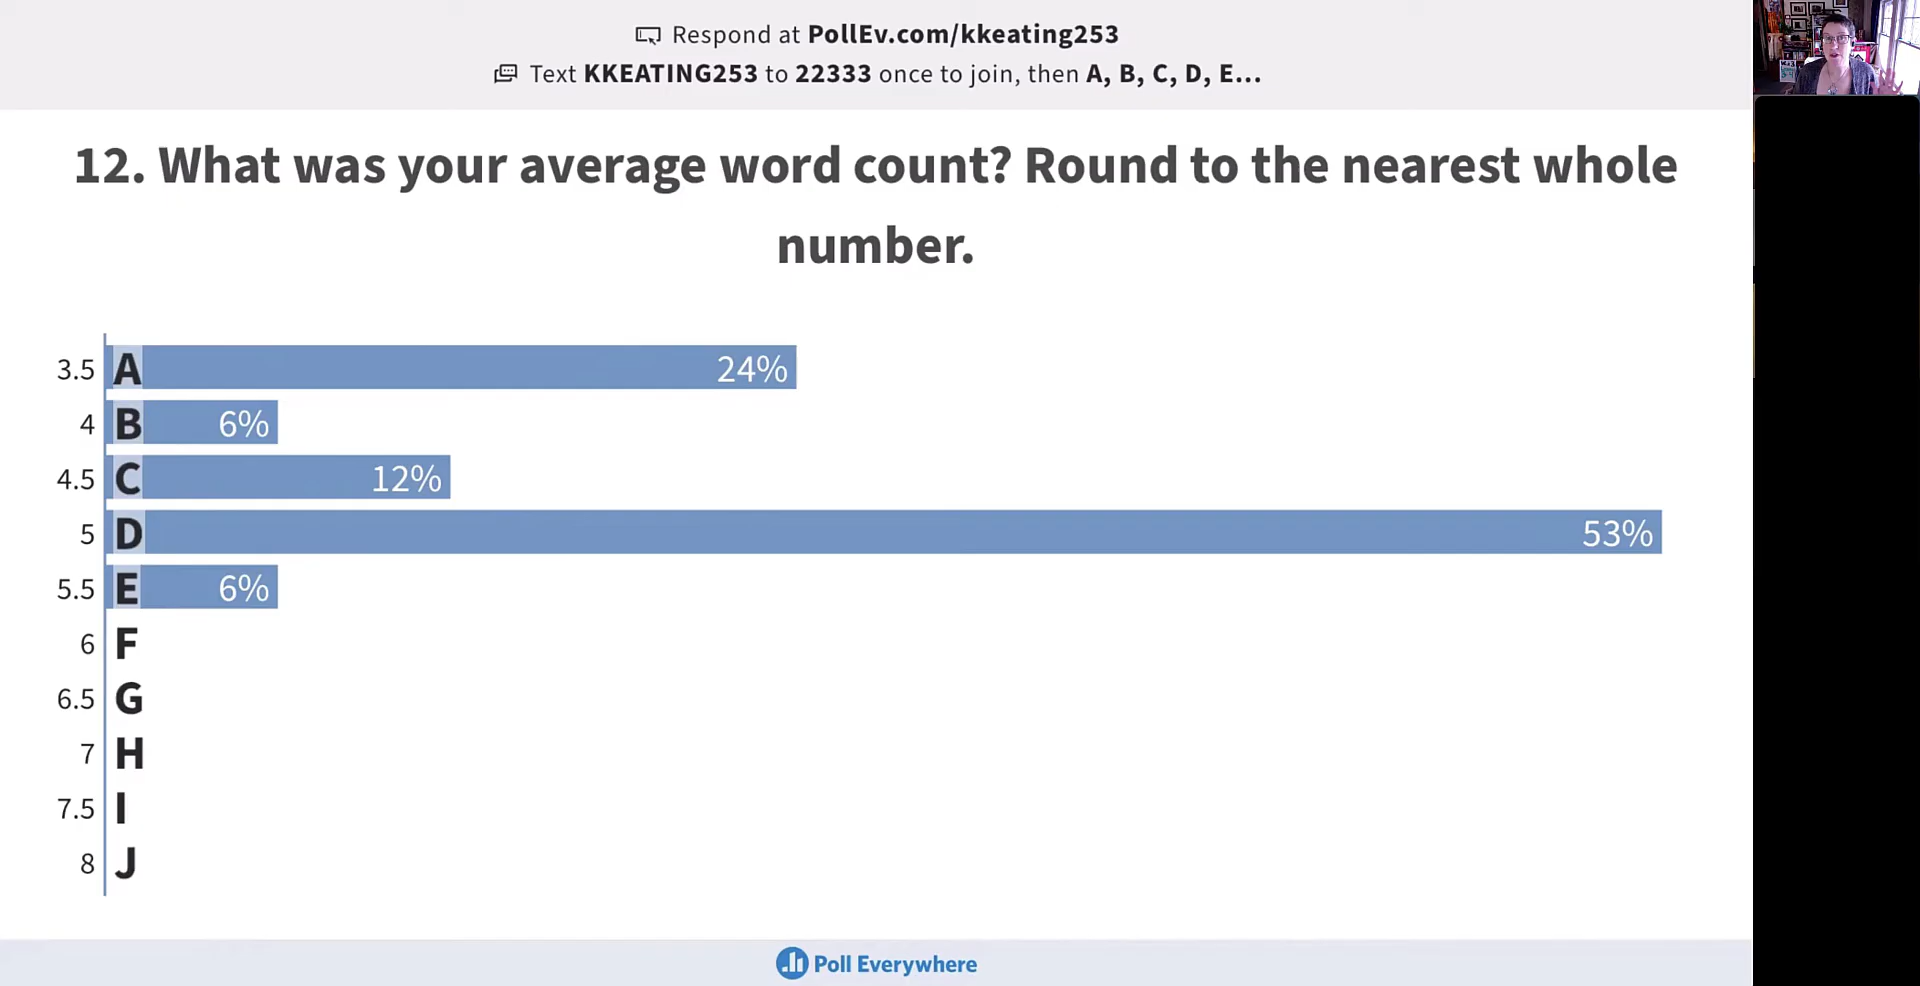 Respond at PollEv.com/kkeating253
Text KKEATING253 to 22333 once to join, then A, B, C, D, E...
12. What was your average word count? Round to the nearest whole
number.
3.5 A 24%
4 B 6%
4.5 C 12%
5 D 53%
5.5 E 6%
6 F
6.5 G
7 H
7.5 I
8 J
Poll Everywhere